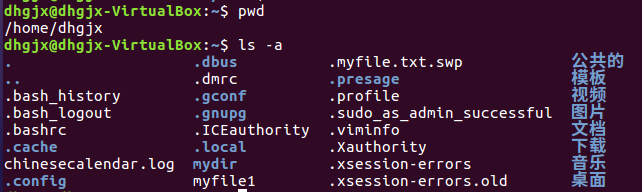 dhgjx@dhgjx-VirtualBox:~$ pwd
/home/dhgjx
dhgjx@dhgjx-VirtualBox:~$ ls -a
. .dbus .myfile.txt.swp 公共的
.. .dmrc .presage 模板
.bash_history .gconf .profile 视频
.bash_logout .gnupg .sudo_as_admin_successful 图片
.bashrc .ICEauthority .viminfo 文档
.cache .local .Xauthority 下载
chinesecalendar.log mydir .xsession-errors 音乐
.config myfile1 .xsession-errors.old 桌面